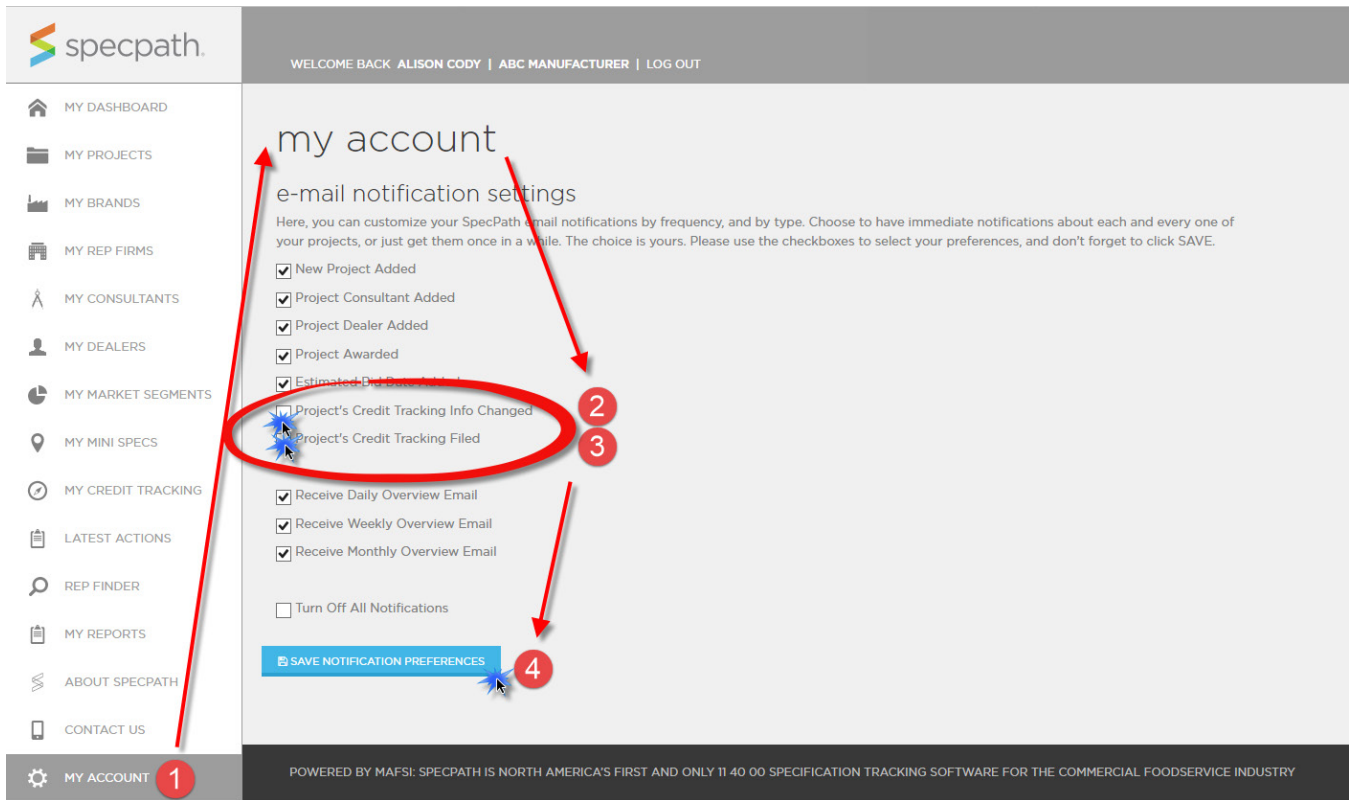 specpath.
WELCOME BACK ALISON CODY | ABC MANUFACTURER | LOG OUT
MY DASHBOARD
MY PROJECTS
MY BRANDS
MY REP FIRMS
MY CONSULTANTS
MY DEALERS
MY MARKET SEGMENTS
MY MINI SPECS
MY CREDIT TRACKING
LATEST ACTIONS
REP FINDER
MY REPORTS
ABOUT SPECPATH
CONTACT US
MY ACCOUNT 1
my account
e-mail notification settings
Here, you can customize your SpecPath email notifications by frequency, and by type. Choose to have immediate notifications about each and every one of
your projects, or just get them once in a while. The choice is yours. Please use the checkboxes to select your preferences, and don't forget to click SAVE.
New Project Added
Project Consultant Added
Project Dealer Added
Project Awarded
Estimated Bid Date Added
Project's Credit Tracking Info Changed 2
Project's Credit Tracking Filed 3
Receive Daily Overview Email
Receive Weekly Overview Email
Receive Monthly Overview Email
Turn Off All Notifications
SAVE NOTIFICATION PREFERENCES 4
POWERED BY MAFSI: SPECPATH IS NORTH AMERICA'S FIRST AND ONLY 11 40 00 SPECIFICATION TRACKING SOFTWARE FOR THE COMMERCIAL FOODSERVICE INDUSTRY